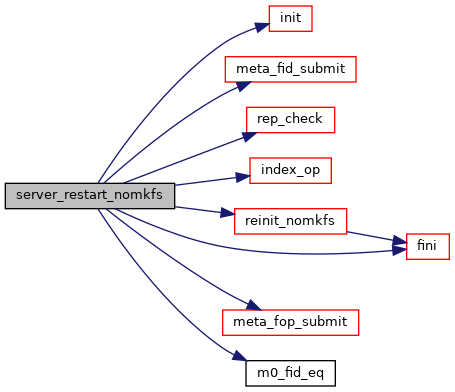 init
meta_fid_submit
rep_check
index_op
server_restart_nomkfs
reinit_nomkfs
fini
meta_fop_submit
m0_fid_eq